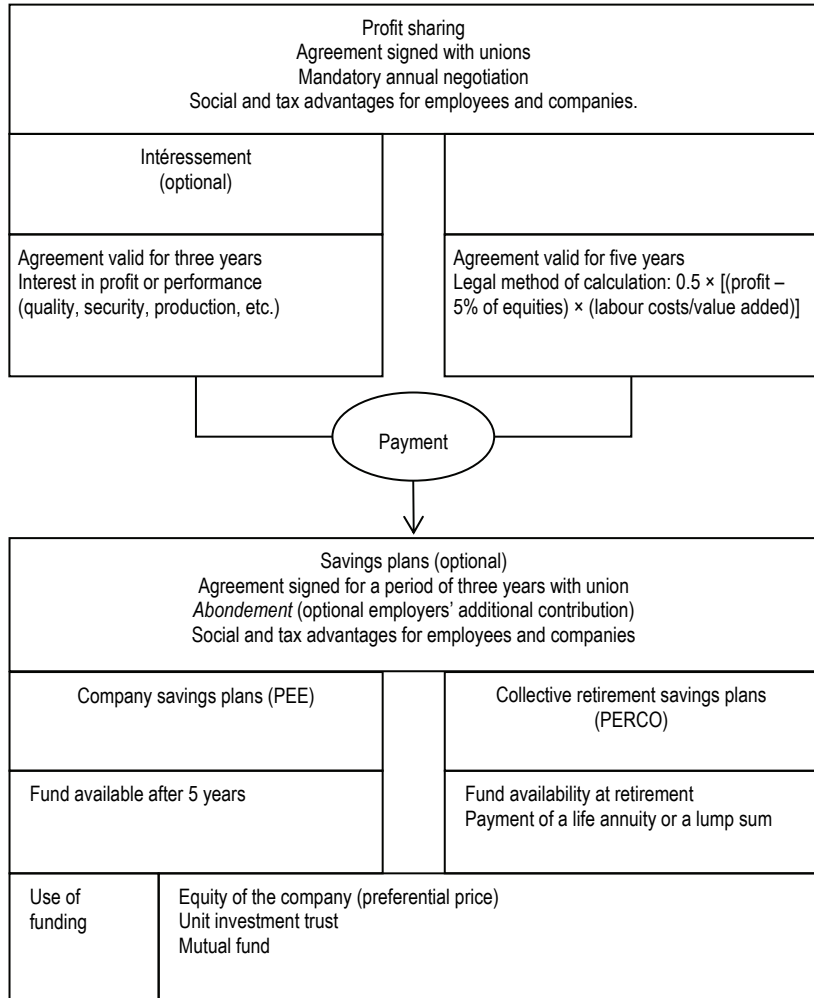 Profit sharing
Agreement signed with unions
Mandatory annual negotiation
Social and tax advantages for employees and companies.
Intéressement
(optional)
Agreement valid for three years
Interest in profit or performance
(quality, security, production, etc.)
Agreement valid for five years
Legal method of calculation: 0.5 × [(profit –
5% of equities) × (labour costs/value added)]
Payment
Savings plans (optional)
Agreement signed for a period of three years with union
Abondement (optional employers’ additional contribution)
Social and tax advantages for employees and companies
Company savings plans (PEE)
Collective retirement savings plans
(PERCO)
Fund available after 5 years
Fund availability at retirement
Payment of a life annuity or a lump sum
Use of
funding
Equity of the company (preferential price)
Unit investment trust
Mutual fund